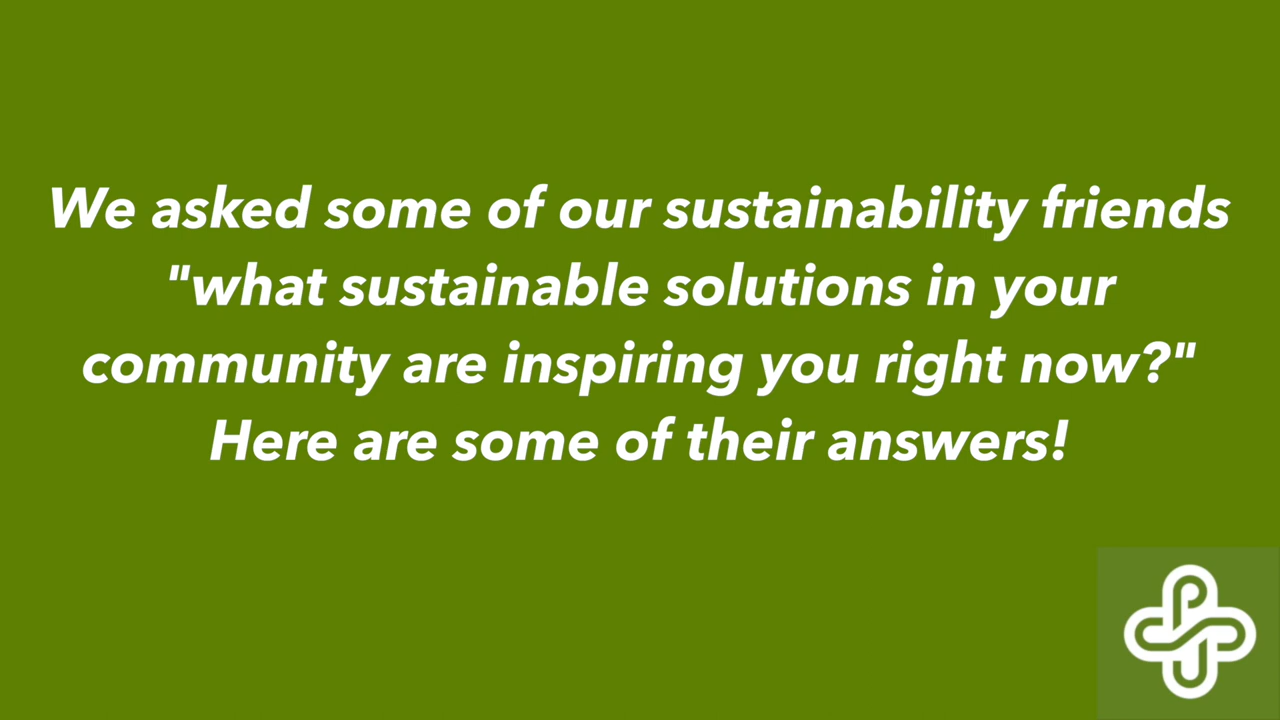 We asked some of our sustainability friends
"what sustainable solutions in your
community are inspiring you right now?"
Here are some of their answers!